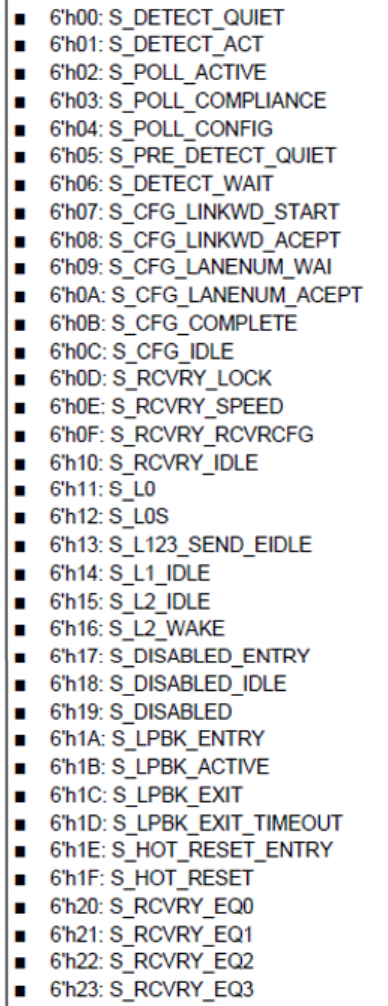 ■ 6'h00: S_DETECT_QUIET
■ 6'h01: S_DETECT_ACT
■ 6'h02: S_POLL_ACTIVE
■ 6'h03: S_POLL_COMPLIANCE
■ 6'h04: S_POLL_CONFIG
■ 6'h05: S_PRE_DETECT_QUIET
■ 6'h06: S_DETECT_WAIT
■ 6'h07: S_CFG_LINKWD_START
■ 6'h08: S_CFG_LINKWD_ACEPT
■ 6'h09: S_CFG_LANENUM_WAI
■ 6'h0A: S_CFG_LANENUM_ACEPT
■ 6'h0B: S_CFG_COMPLETE
■ 6'h0C: S_CFG_IDLE
■ 6'h0D: S_RCVRY_LOCK
■ 6'h0E: S_RCVRY_SPEED
■ 6'h0F: S_RCVRY_RCVRCFG
■ 6'h10: S_RCVRY_IDLE
■ 6'h11: S_L0
■ 6'h12: S_L0S
■ 6'h13: S_L123_SEND_EIDLE
■ 6'h14: S_L1_IDLE
■ 6'h15: S_L2_IDLE
■ 6'h16: S_L2_WAKE
■ 6'h17: S_DISABLED_ENTRY
■ 6'h18: S_DISABLED_IDLE
■ 6'h19: S_DISABLED
■ 6'h1A: S_LPBK_ENTRY
■ 6'h1B: S_LPBK_ACTIVE
■ 6'h1C: S_LPBK_EXIT
■ 6'h1D: S_LPBK_EXIT_TIMEOUT
■ 6'h1E: S_HOT_RESET_ENTRY
■ 6'h1F: S_HOT_RESET
■ 6'h20: S_RCVRY_EQ0
■ 6'h21: S_RCVRY_EQ1
■ 6'h22: S_RCVRY_EQ2
■ 6'h23: S_RCVRY_EQ3